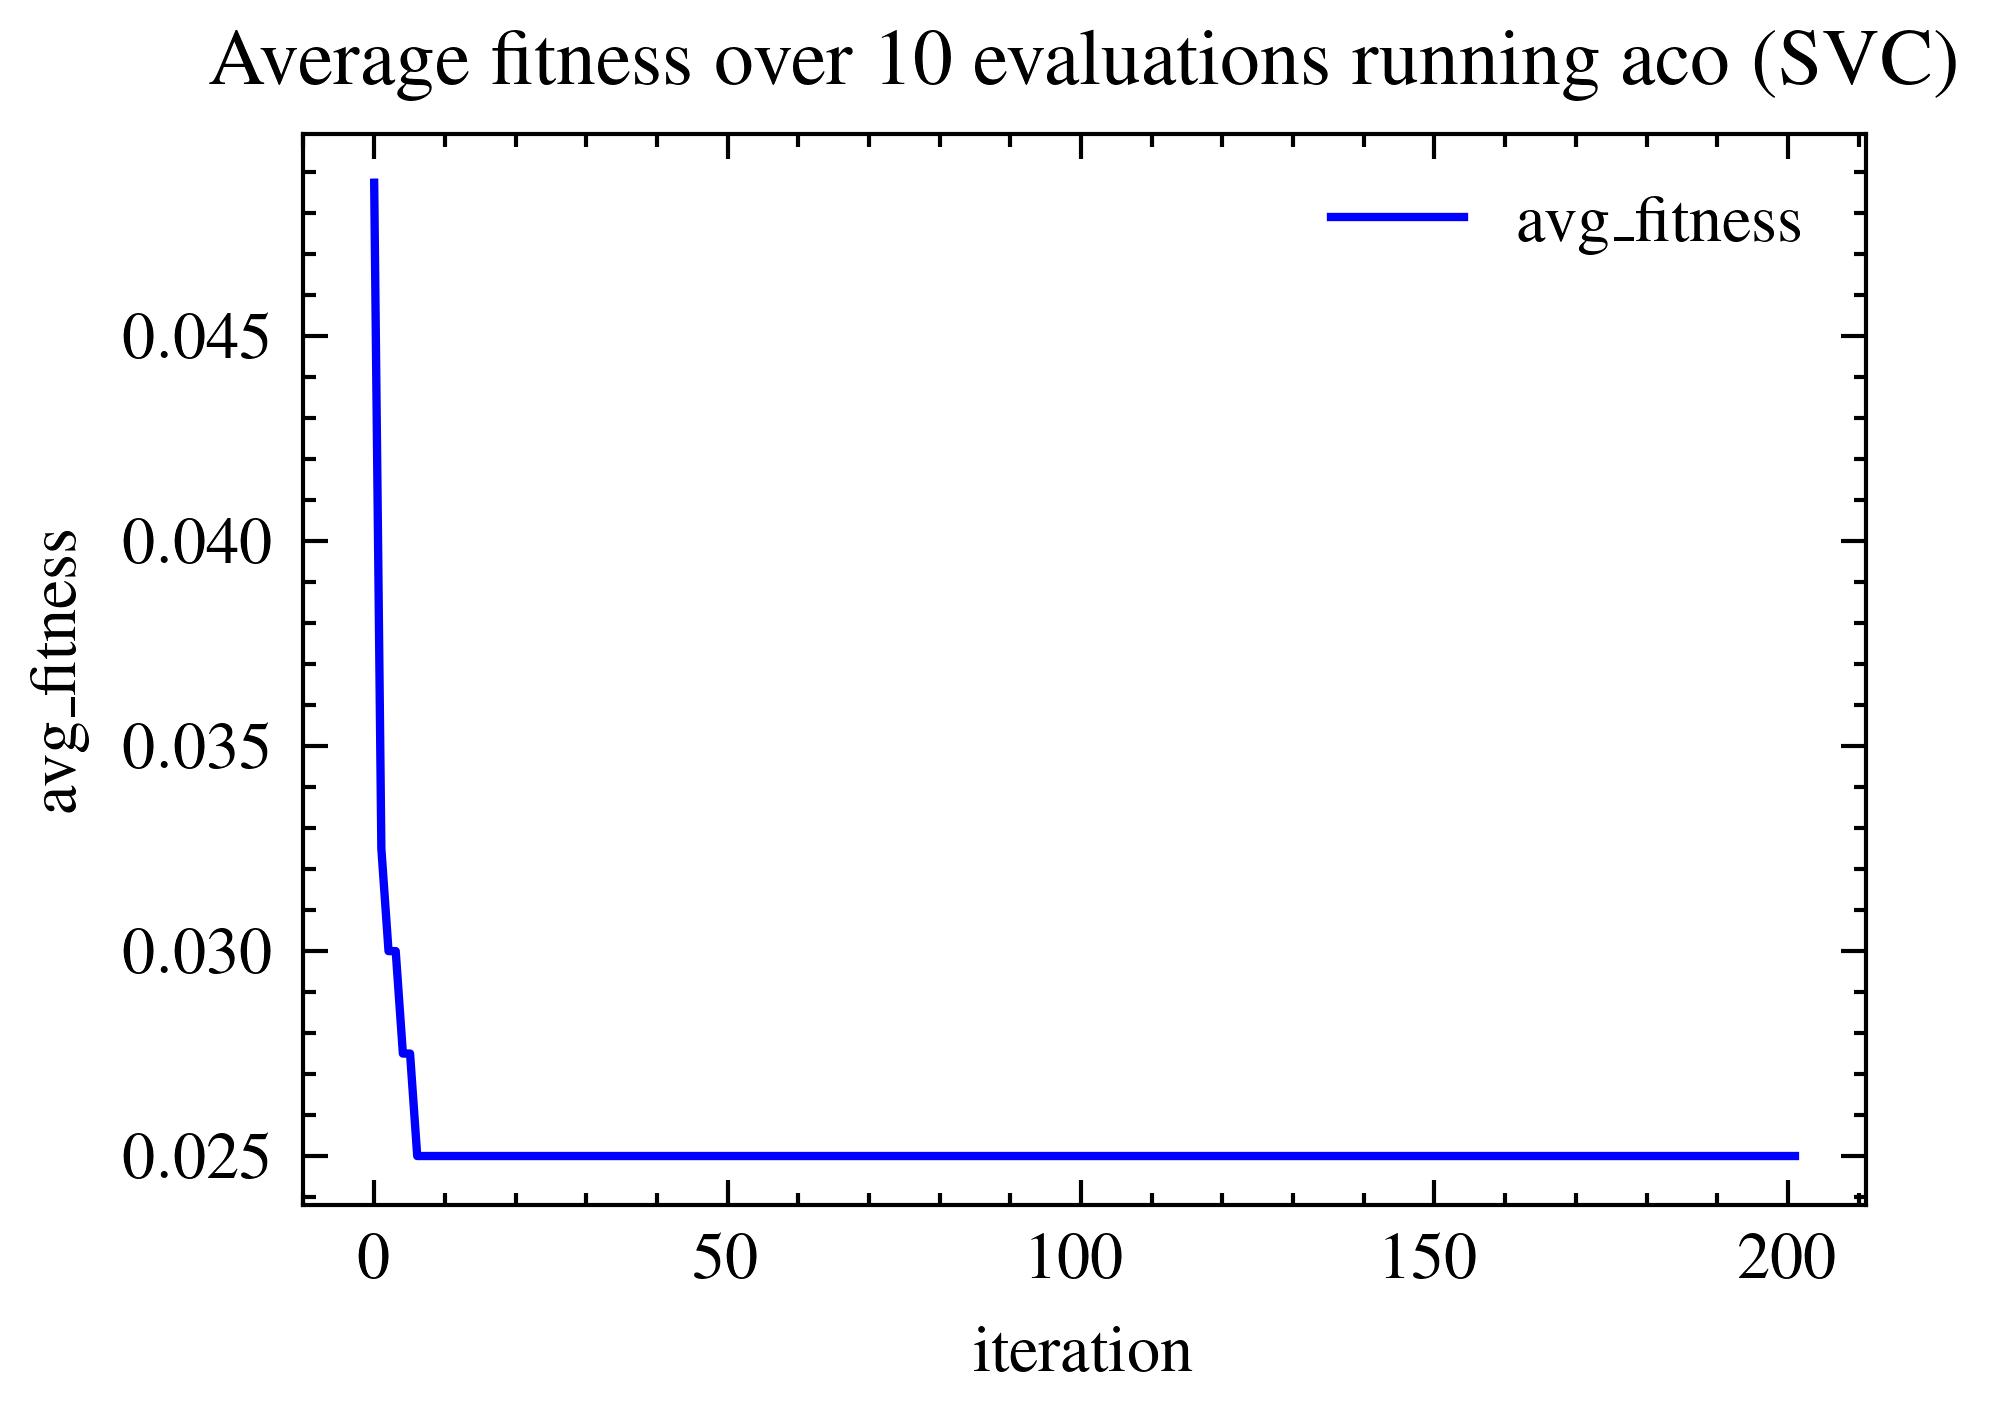 Average fitness over 10 evaluations running aco (SVC)
avg_fitness
avg_fitness
0.045
0.040
0.035
0.030
0.025
0 50 100 150 200
iteration